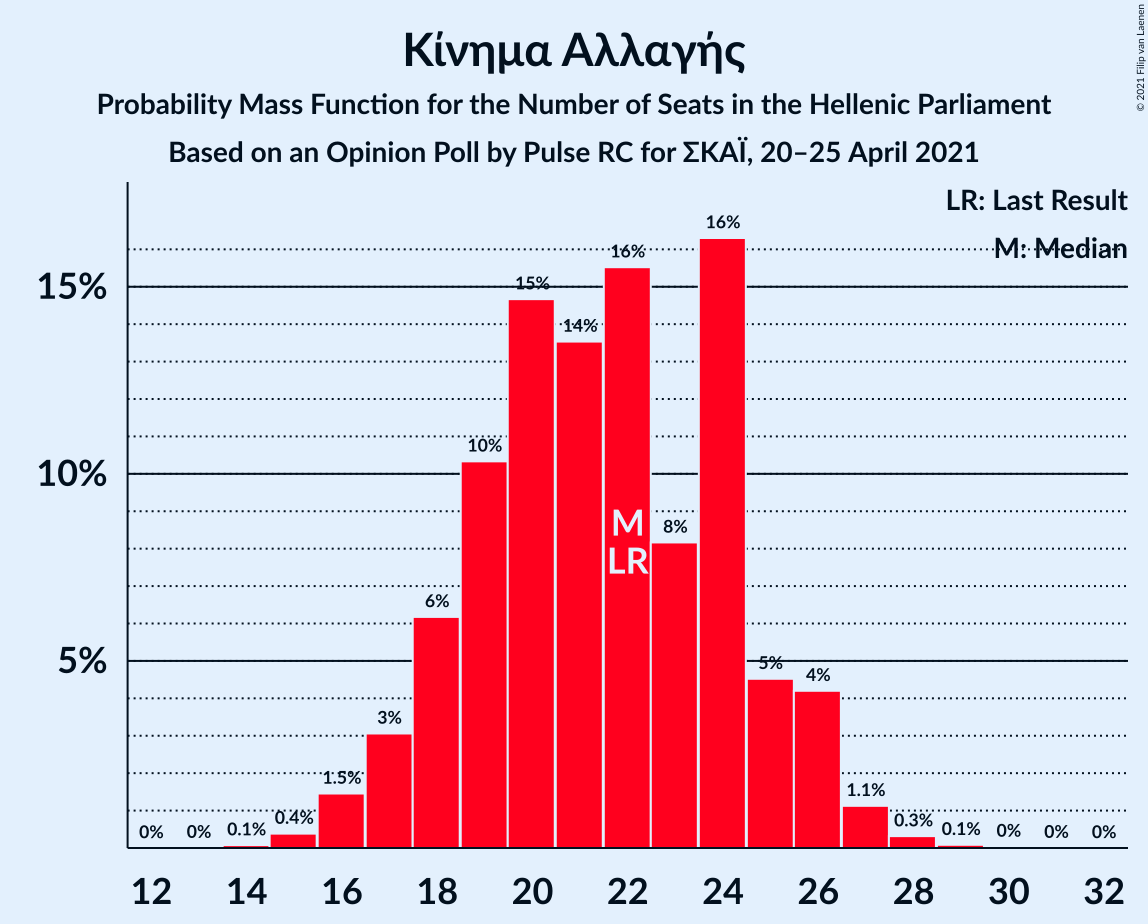 Κίνημα Αλλαγής
Probability Mass Function for the Number of Seats in the Hellenic Parliament
Based on an Opinion Poll by Pulse RC for ΣΚΑΪ, 20–25 April 2021
© 2021 Filip van Laenen
LR: Last Result
M: Median
15%
10%
5%
0%
0%
0.1%
0.4%
1.5%
3%
6%
10%
15%
14%
16%
8%
16%
5%
4%
1.1%
0.3%
0.1%
0%
0%
0%
M
LR
12 14 16 18 20 22 24 26 28 30 32